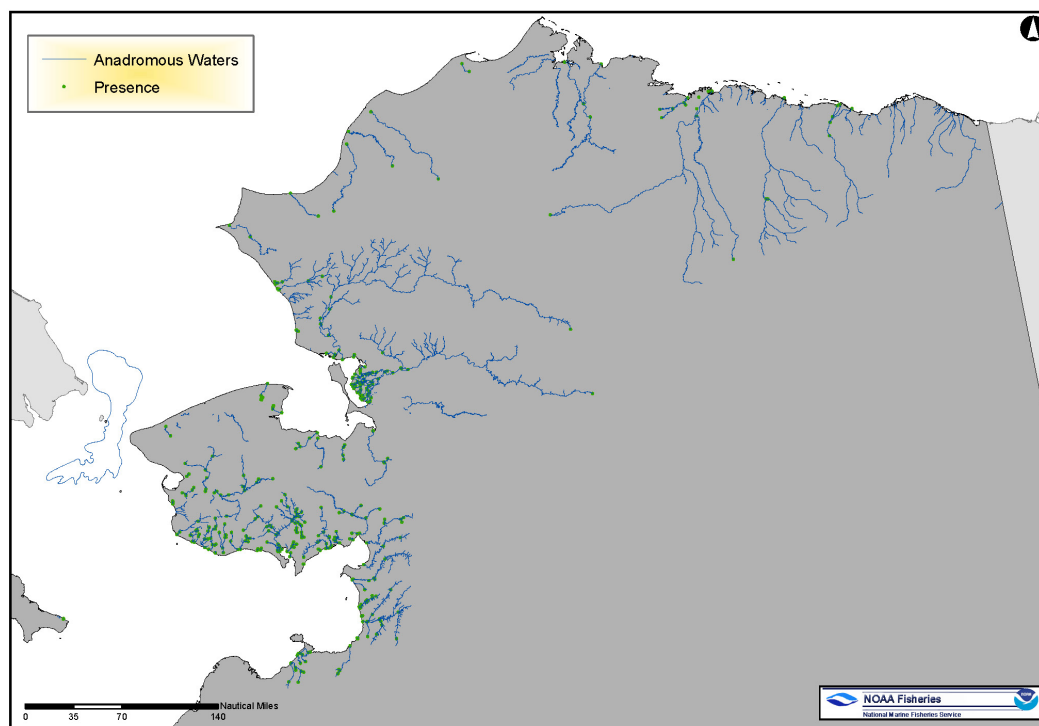 Anadromous Waters
Presence
Nautical Miles
0 35 70 140
NOAA Fisheries
National Marine Fisheries Service